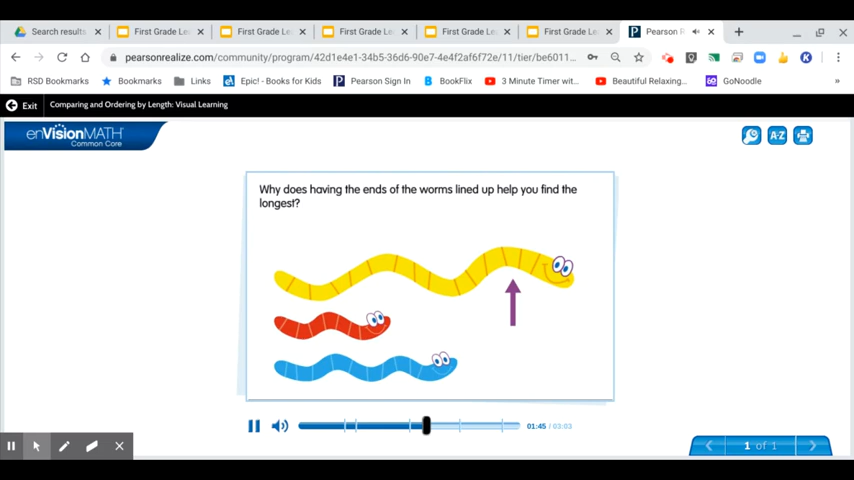 Search results
First Grade Le
First Grade Le
First Grade Le
First Grade Le
First Grade Le
Pearson R
pearsonrealize.com/community/program/42d1e4e1-34b5-36d6-90e7-4e4f2a6f72e/11/tier/be6011...
RSD Bookmarks
Bookmarks
Links
Epic! - Books for Kids
Pearson Sign In
BookFlix
3 Minute Timer wit...
Beautiful Relaxing...
GoNoodle
Exit
Comparing and Ordering by Length: Visual Learning
enVisionMATH
Common Core
A-Z
Why does having the ends of the worms lined up help you find the
longest?
01:45 / 03:03
1 of 1